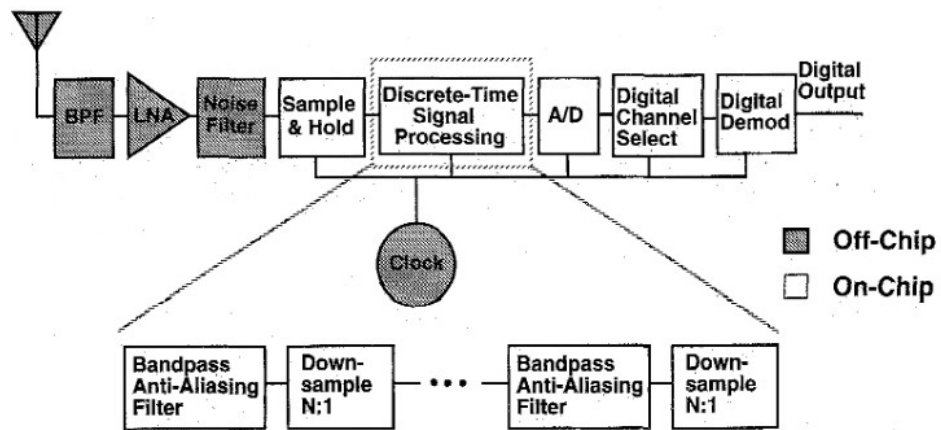 BPF
LNA
Noise
Filter
Sample
& Hold
Discrete-Time
Signal
Processing
A/D
Digital
Channel
Select
Digital
Demod
Digital
Output
Clock
Off-Chip
On-Chip
Bandpass
Anti-Aliasing
Filter
Down-
sample
N:1
• • •
Bandpass
Anti-Aliasing
Filter
Down-
sample
N:1